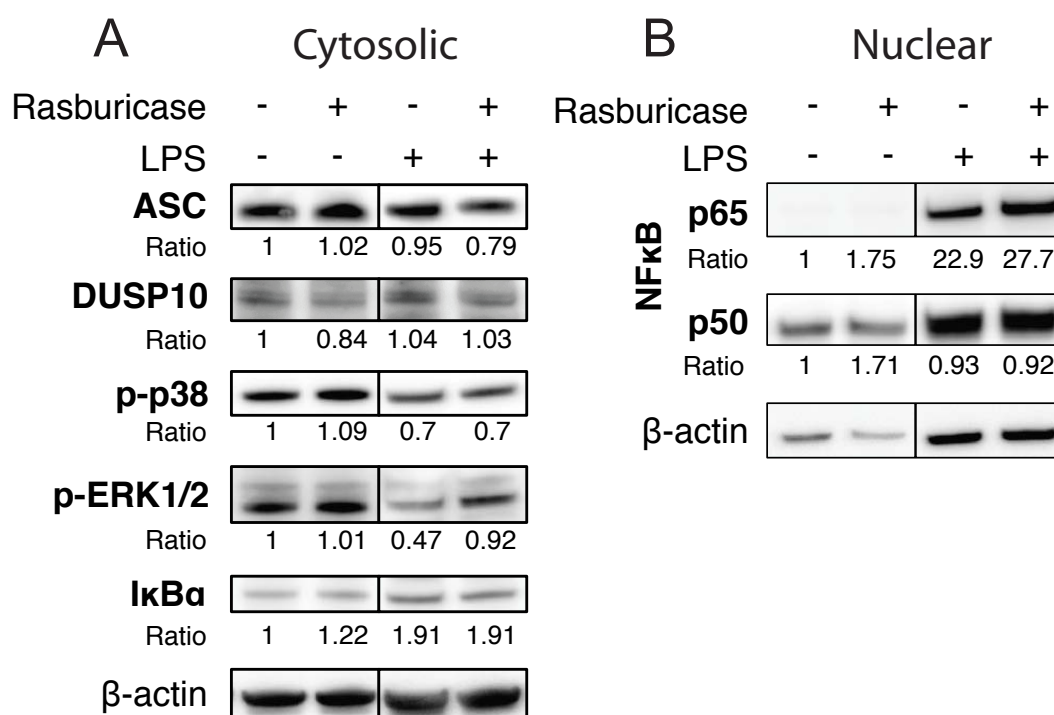 A Cytosolic
Rasburicase - + - +
LPS - - + +
ASC
Ratio 1 1.02 0.95 0.79
DUSP10
Ratio 1 0.84 1.04 1.03
p-p38
Ratio 1 1.09 0.7 0.7
p-ERK1/2
Ratio 1 1.01 0.47 0.92
IκBα
Ratio 1 1.22 1.91 1.91
β-actin
B Nuclear
Rasburicase - + - +
LPS - - + +
NFκB
p65
Ratio 1 1.75 22.9 27.7
p50
Ratio 1 1.71 0.93 0.92
β-actin